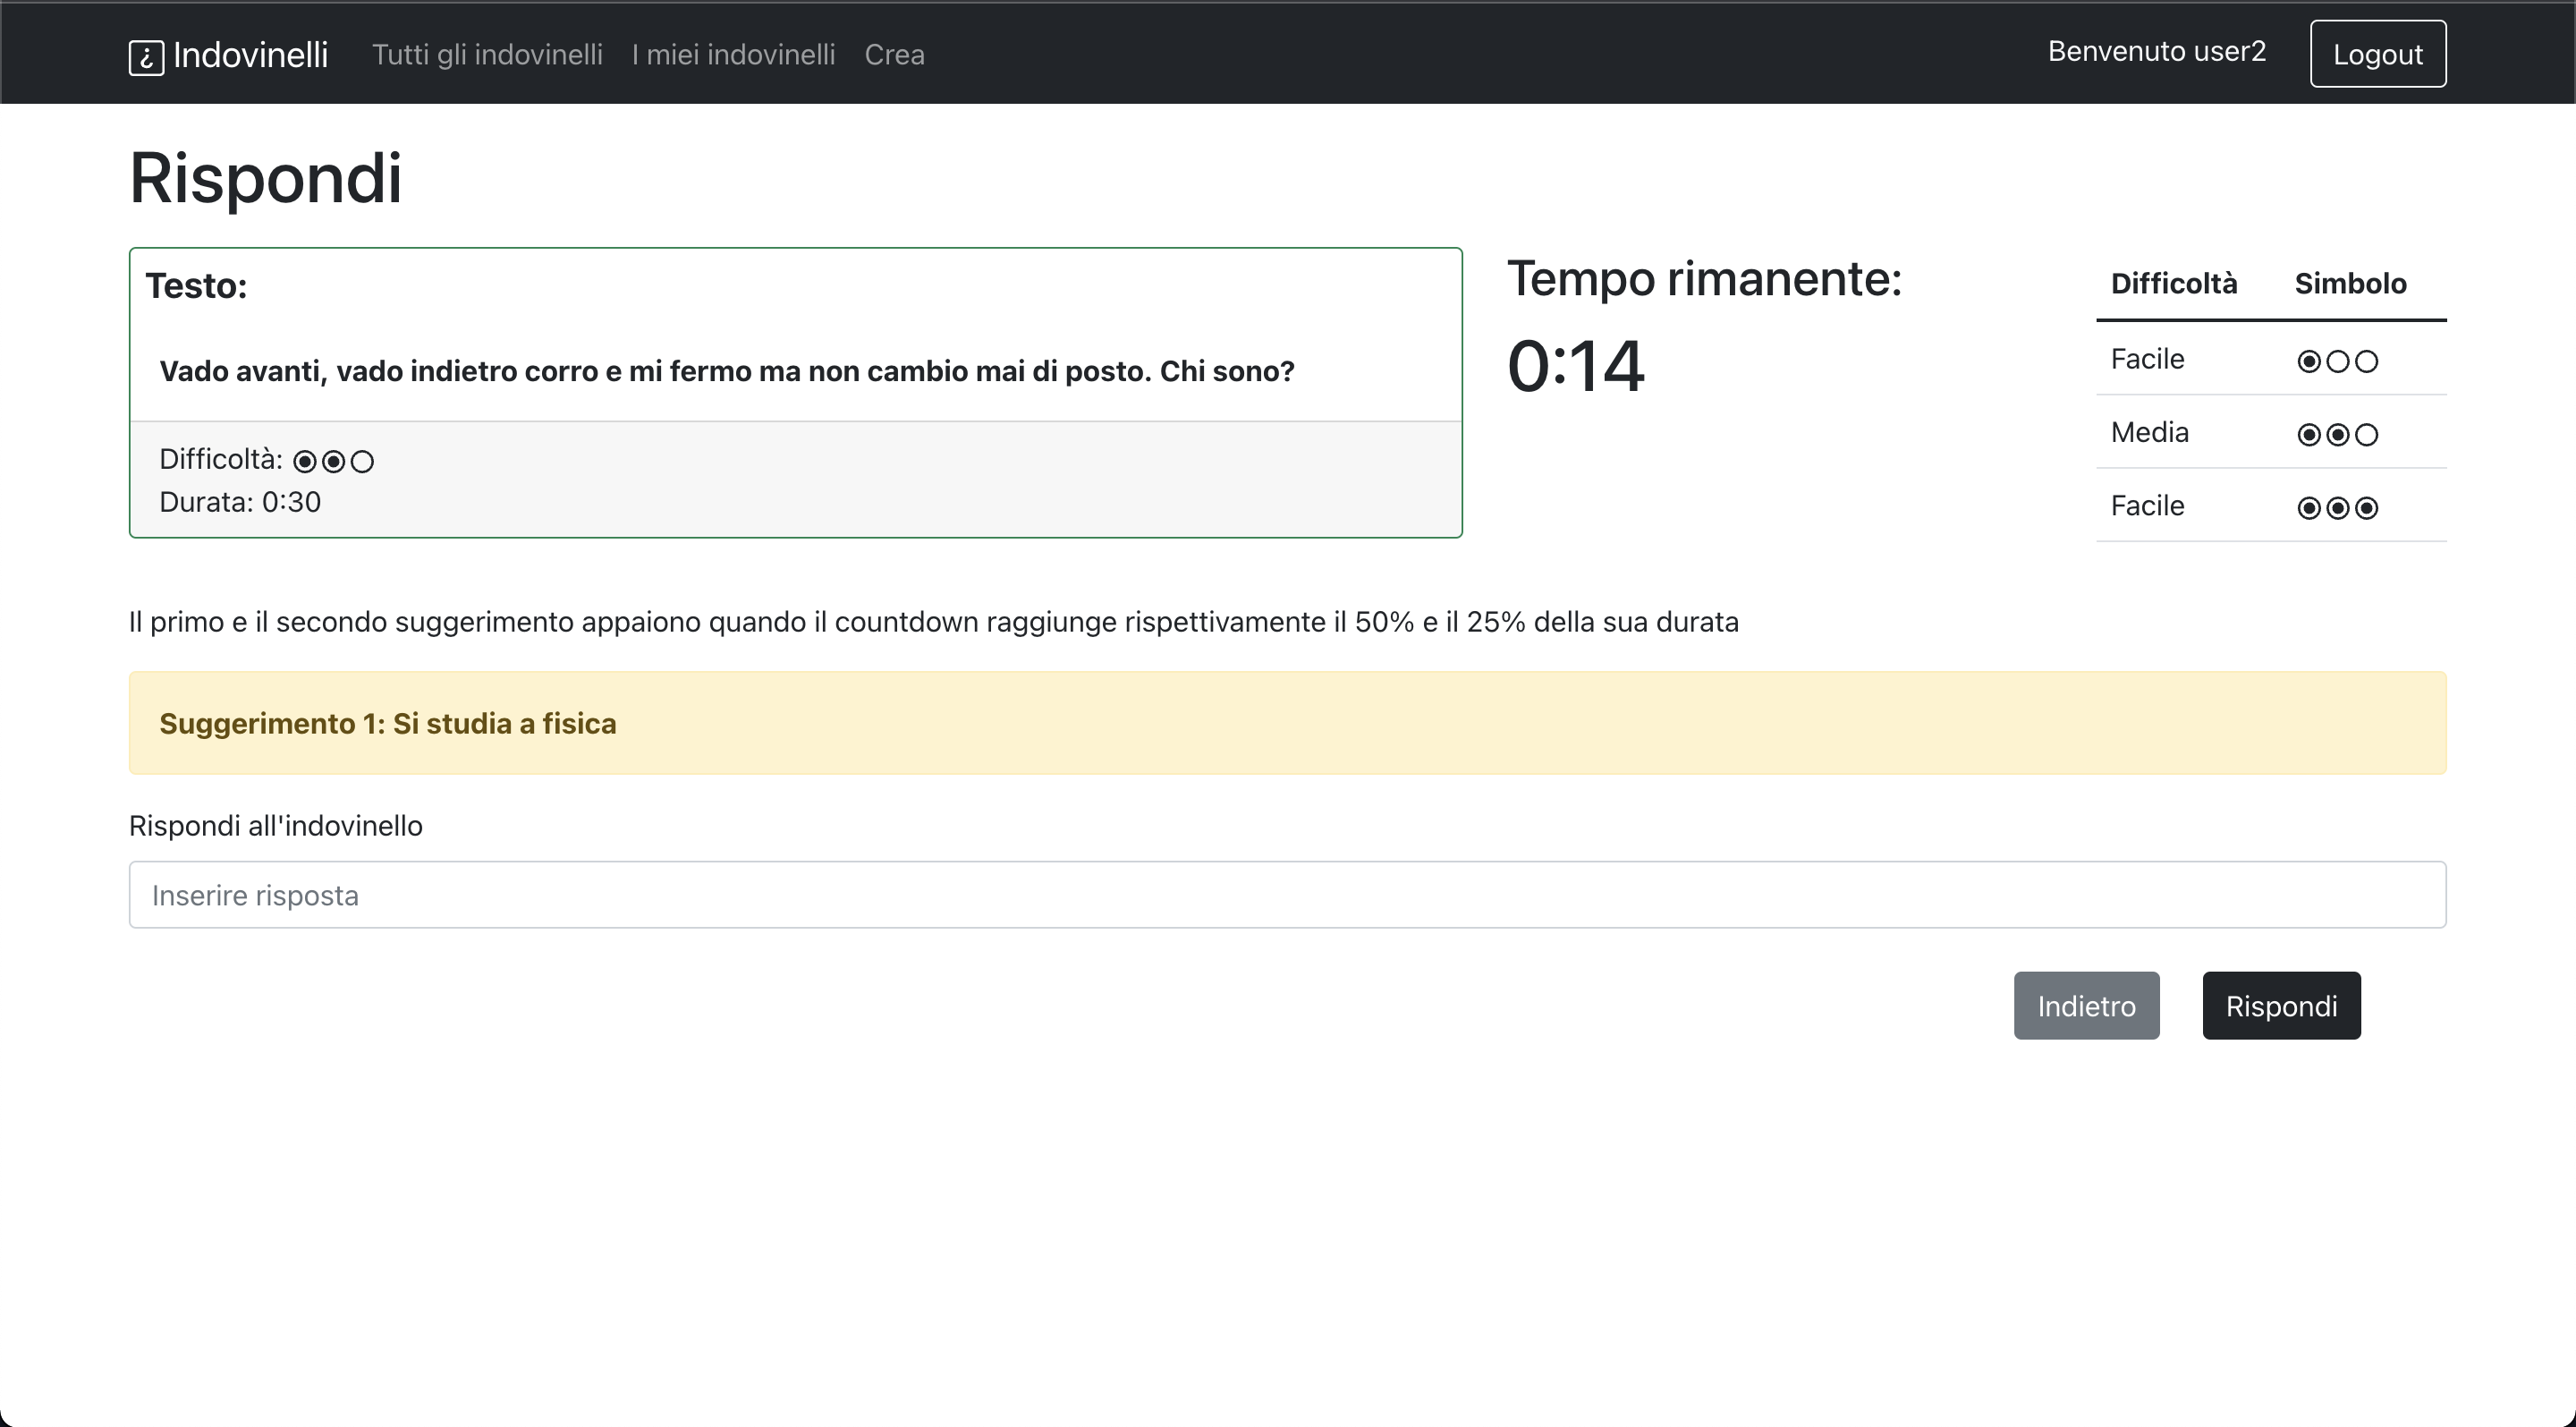 ¿ Indovinelli Tutti gli indovinelli I miei indovinelli Crea Benvenuto user2 Logout
Rispondi
Testo:
Vado avanti, vado indietro corro e mi fermo ma non cambio mai di posto. Chi sono?
Difficoltà:
Durata: 0:30
Tempo rimanente:
0:14
Difficoltà Simbolo
Facile
Media
Facile
Il primo e il secondo suggerimento appaiono quando il countdown raggiunge rispettivamente il 50% e il 25% della sua durata
Suggerimento 1: Si studia a fisica
Rispondi all'indovinello
Inserire risposta
Indietro Rispondi